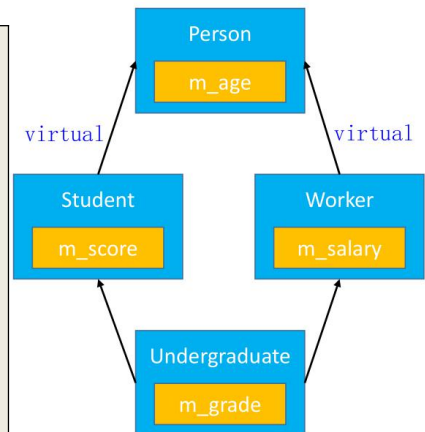 Person
m_age
virtual
virtual
Student
m_score
Worker
m_salary
Undergraduate
m_grade